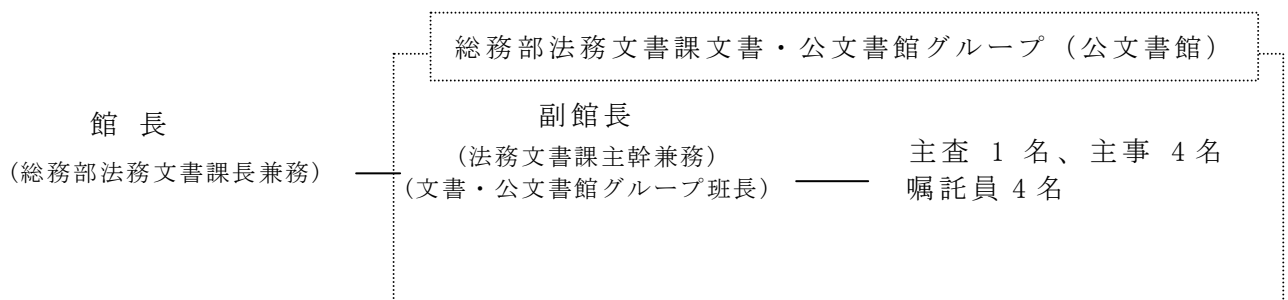 総務部法務文書課文書・公文書館グループ（公文書館）
館 長
(総務部法務文書課長兼務)
副館長
(法務文書課主幹兼務)
(文書・公文書館グループ班長)
主査 1 名、主事 4 名
嘱託員 4 名